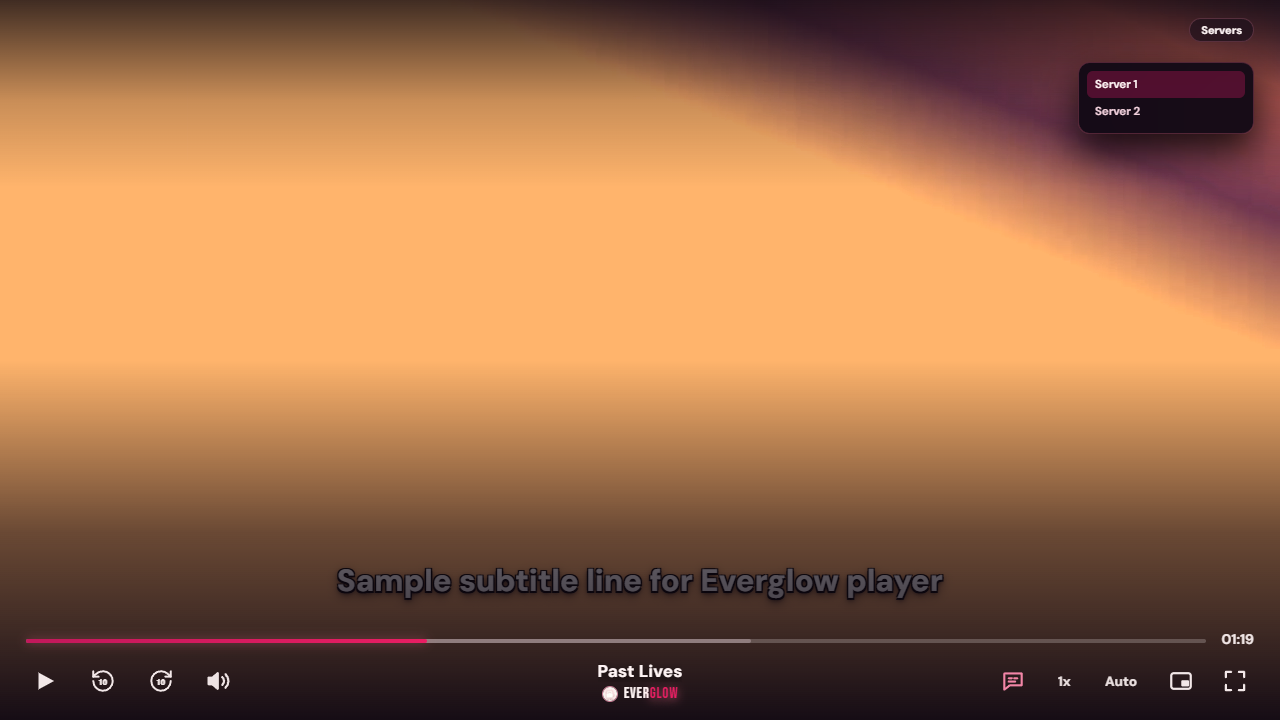 Servers
Server 1
Server 2
Sample subtitle line for Everglow player
01:19
10
10
Past Lives
EVERGLOW
1x
Auto